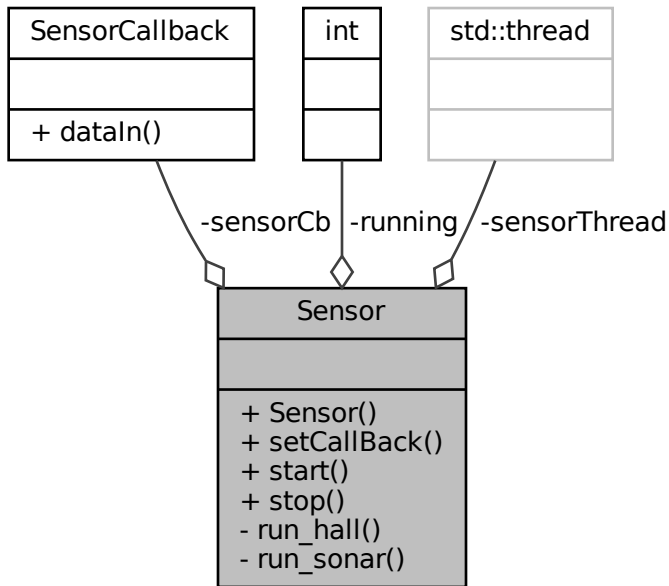 SensorCallback
+ dataIn()
int
std::thread
-sensorCb
-running
-sensorThread
Sensor
+ Sensor()
+ setCallBack()
+ start()
+ stop()
- run_hall()
- run_sonar()